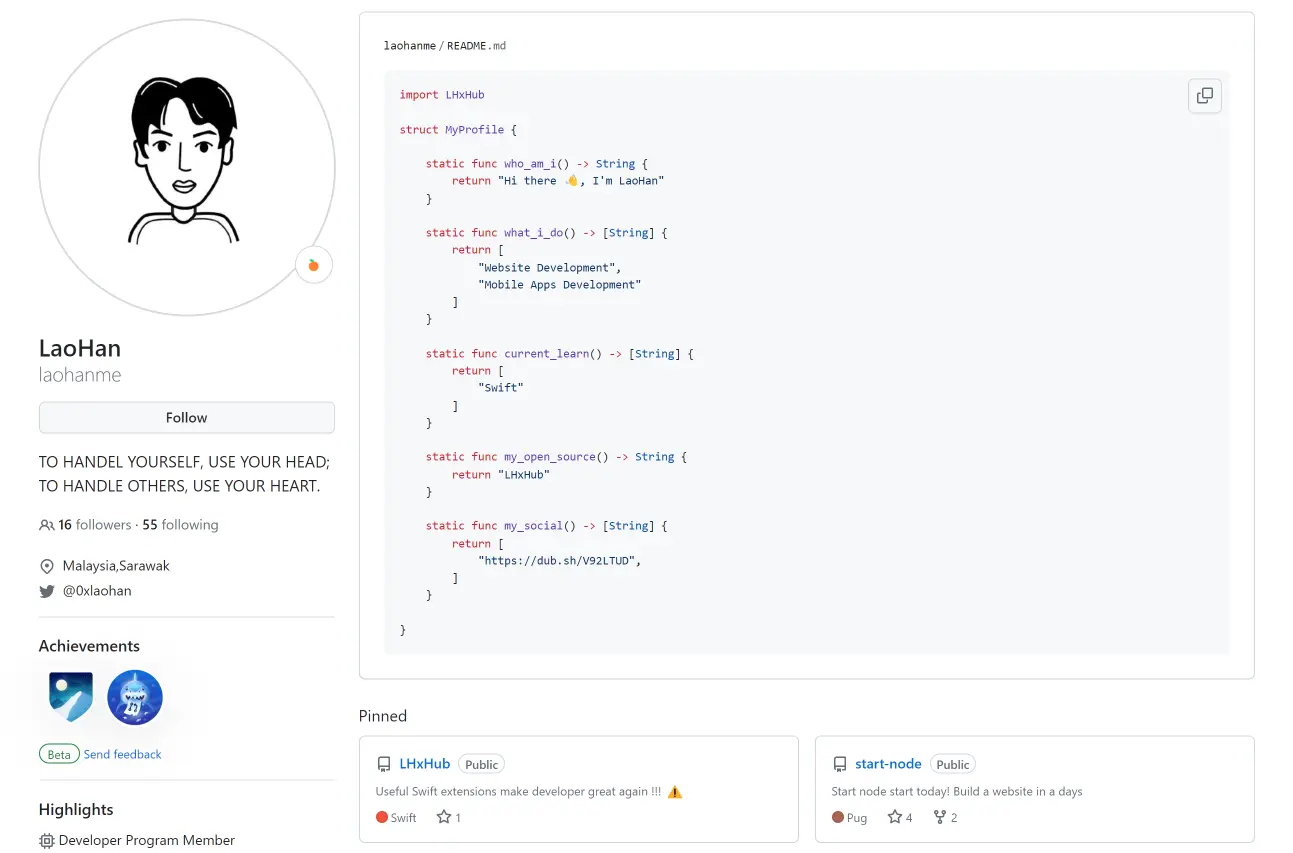 LaoHan
laohanme
Follow
TO HANDEL YOURSELF, USE YOUR HEAD;
TO HANDLE OTHERS, USE YOUR HEART.
16 followers · 55 following
Malaysia,Sarawak
@0xlaohan
Achievements
Beta Send feedback
Highlights
Developer Program Member
laohanme / README.md
import LHxHub
struct MyProfile {
static func who_am_i() -> String {
return "Hi there 👋, I'm LaoHan"
}
static func what_i_do() -> [String] {
return [
"Website Development",
"Mobile Apps Development"
]
}
static func current_learn() -> [String] {
return [
"Swift"
]
}
static func my_open_source() -> String {
return "LHxHub"
}
static func my_social() -> [String] {
return [
"https://dub.sh/V92LTUD",
]
}
}
Pinned
LHxHub Public
Useful Swift extensions make developer great again !!! ⚠️
Swift 1
start-node Public
Start node start today! Build a website in a days
Pug 4 2